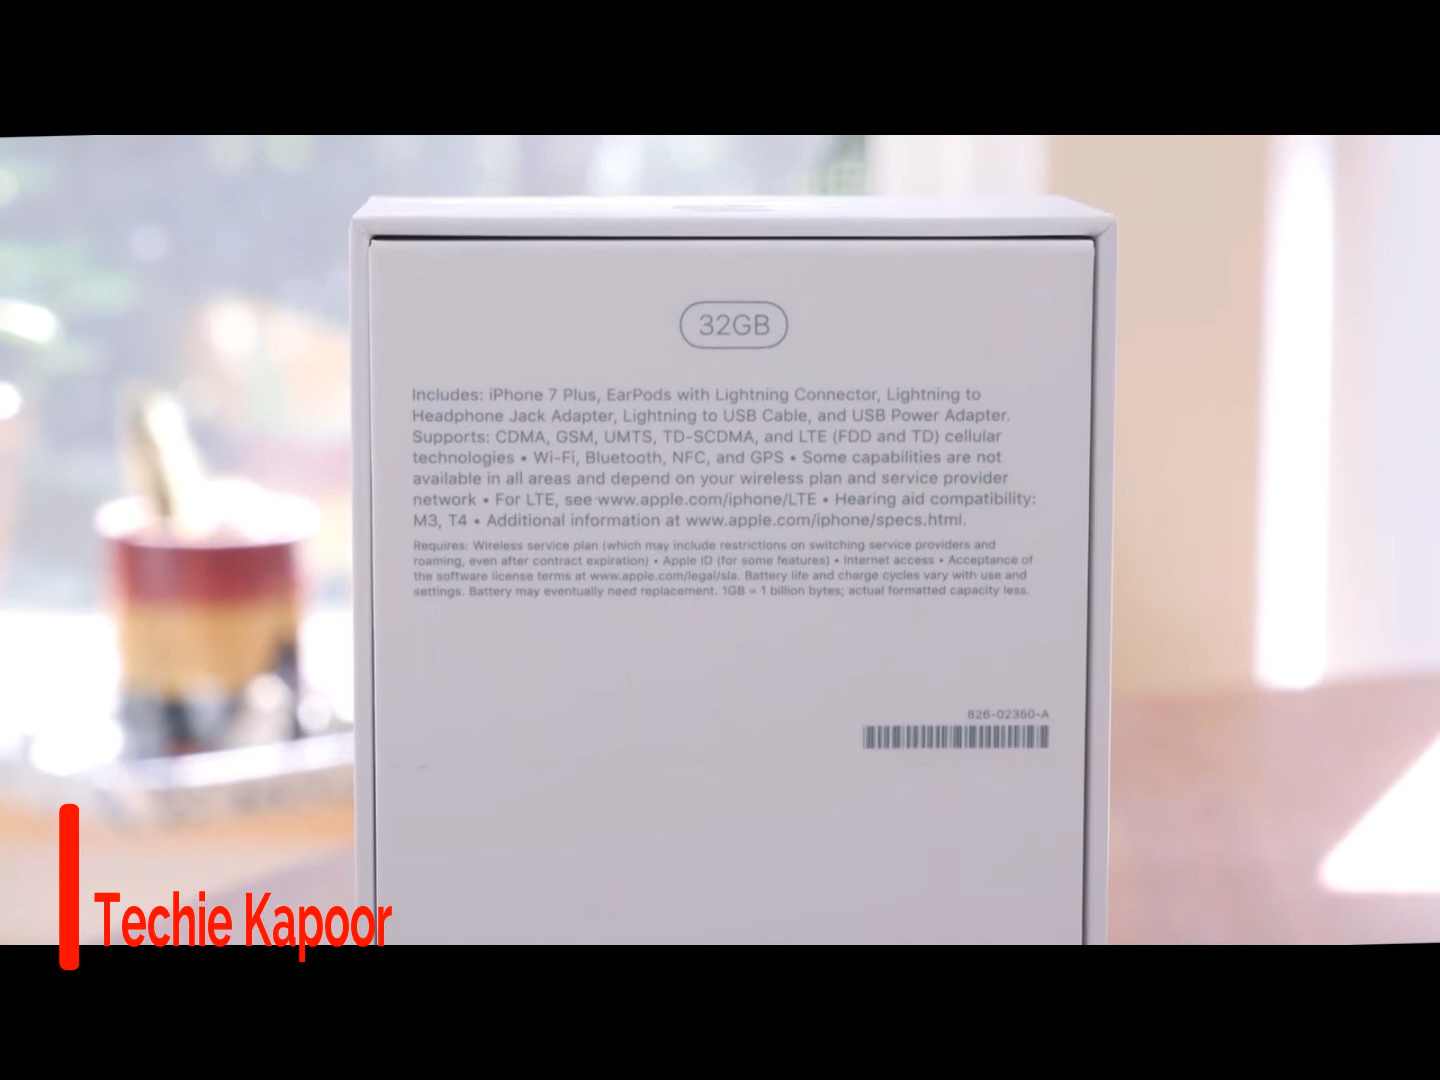 32GB
Includes: iPhone 7 Plus, EarPods with Lightning Connector, Lightning to
Headphone Jack Adapter, Lightning to USB Cable, and USB Power Adapter.
Supports: CDMA, GSM, UMTS, TD-SCDMA, and LTE (FDD and TD) cellular
technologies • Wi-Fi, Bluetooth, NFC, and GPS • Some capabilities are not
available in all areas and depend on your wireless plan and service provider
network • For LTE, see www.apple.com/iphone/LTE • Hearing aid compatibility:
M3, T4 • Additional information at www.apple.com/iphone/specs.html.
Requires: Wireless service plan (which may include restrictions on switching service providers and
roaming, even after contract expiration) • Apple ID (for some features) • Internet access • Acceptance of
the software license terms at www.apple.com/legal/sla. Battery life and charge cycles vary with use and
settings. Battery may eventually need replacement. 1GB = 1 billion bytes; actual formatted capacity less.
826-02350-A
Techie Kapoor